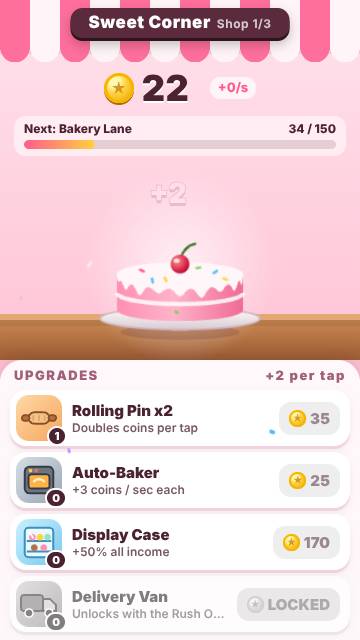 Sweet Corner Shop 1/3
22 +0/s
Next: Bakery Lane 34 / 150
+2
UPGRADES +2 per tap
Rolling Pin x2
Doubles coins per tap
1
35
Auto-Baker
+3 coins / sec each
0
25
Display Case
+50% all income
0
170
Delivery Van
Unlocks with the Rush O...
0
LOCKED